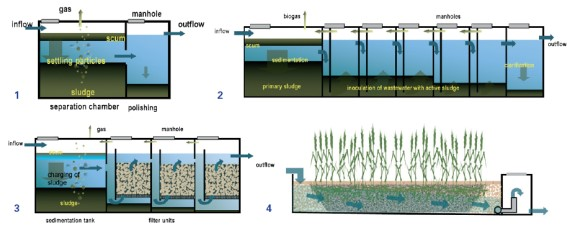 gas
manhole
inflow
outflow
scum
settling particles
sludge
1
separation chamber
polishing
biogas
manholes
inflow
outflow
scum
sedimentation
clarification
primary sludge
inoculation of wastewater with active sludge
2
gas
manhole
inflow
outflow
scum
charging of
sludge
sludge
3
sedimentation tank
filter units
4